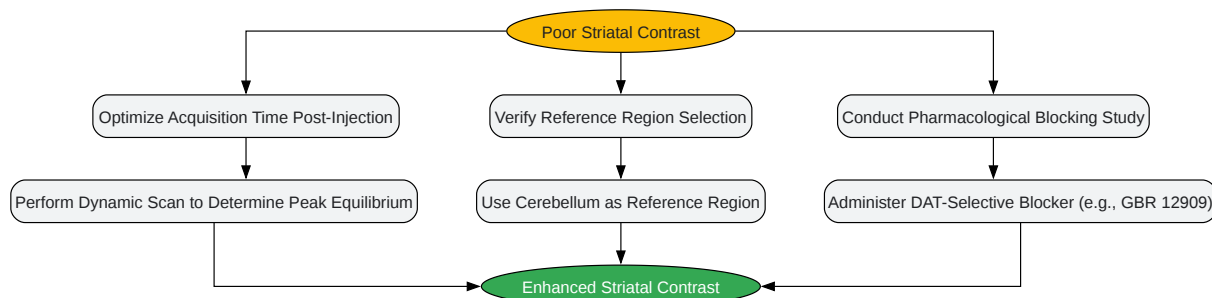 Poor Striatal Contrast
Optimize Acquisition Time Post-Injection
Verify Reference Region Selection
Conduct Pharmacological Blocking Study
Perform Dynamic Scan to Determine Peak Equilibrium
Use Cerebellum as Reference Region
Administer DAT-Selective Blocker (e.g., GBR 12909)
Enhanced Striatal Contrast